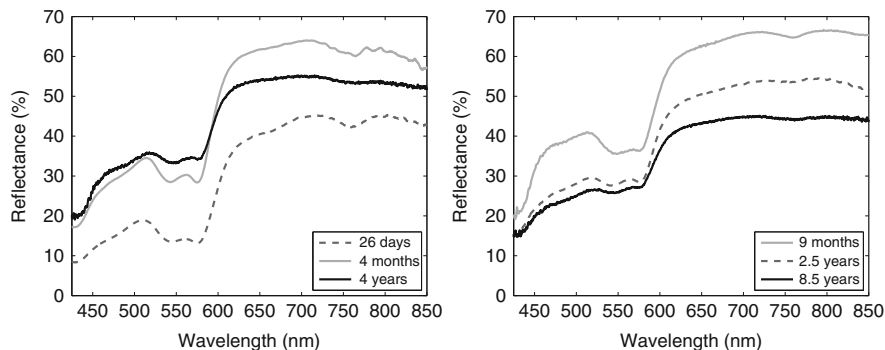 70
60
50
40
30
20
10
0
Reflectance (%)
450 500 550 600 650 700 750 800 850
Wavelength (nm)
26 days
4 months
4 years
70
60
50
40
30
20
10
0
Reflectance (%)
450 500 550 600 650 700 750 800 850
Wavelength (nm)
9 months
2.5 years
8.5 years